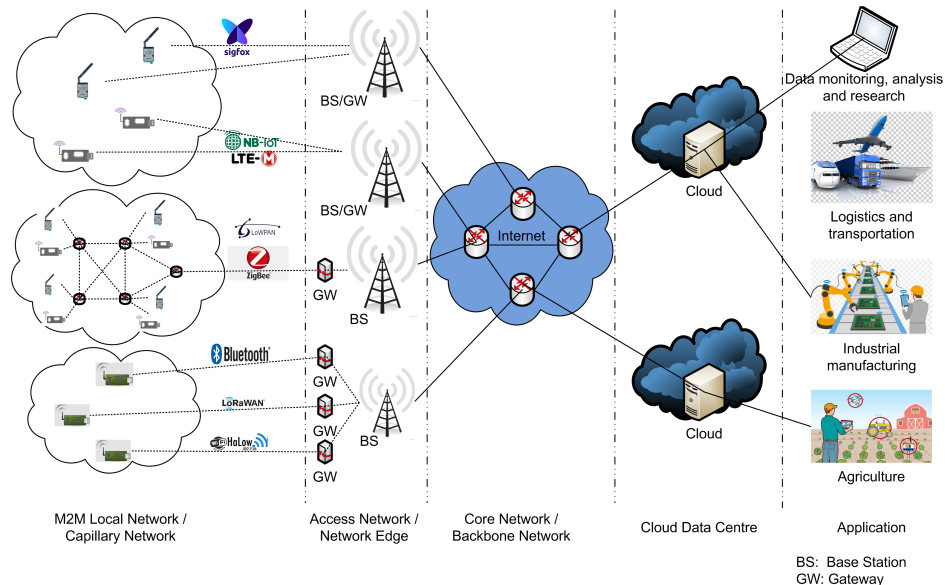 sigfox
BS/GW
Data monitoring, analysis
and research
NB-IoT
LTE-M
BS/GW
Cloud
Logistics and
transportation
LoWPAN
Internet
ZigBee
GW
BS
Industrial
manufacturing
Bluetooth
GW
LoRaWAN
GW
BS
Cloud
Wi Fi HaLow
GW
Agriculture
M2M Local Network /
Capillary Network
Access Network /
Network Edge
Core Network /
Backbone Network
Cloud Data Centre
Application
BS: Base Station
GW: Gateway